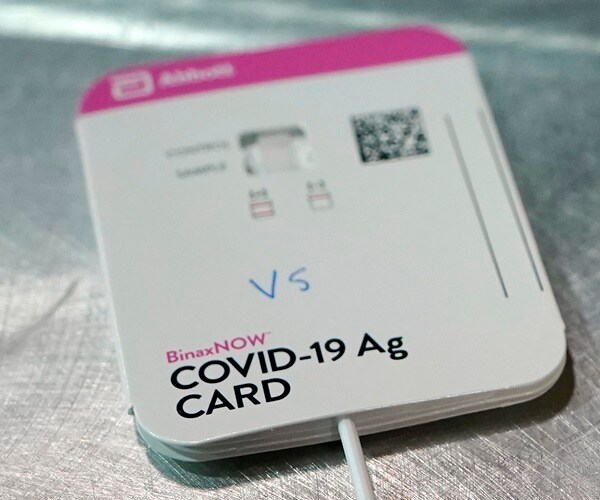 Abbott
CONTROL
SAMPLE
VS
BinaxNOW™
COVID-19 Ag
CARD